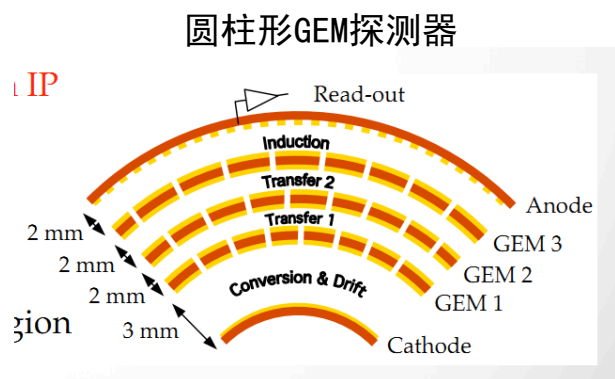 圆柱形GEM探测器
IP
Read-out
Induction
Transfer 2
Transfer 1
Conversion & Drift
Anode
GEM 3
GEM 2
GEM 1
Cathode
2 mm
2 mm
2 mm
3 mm
gion